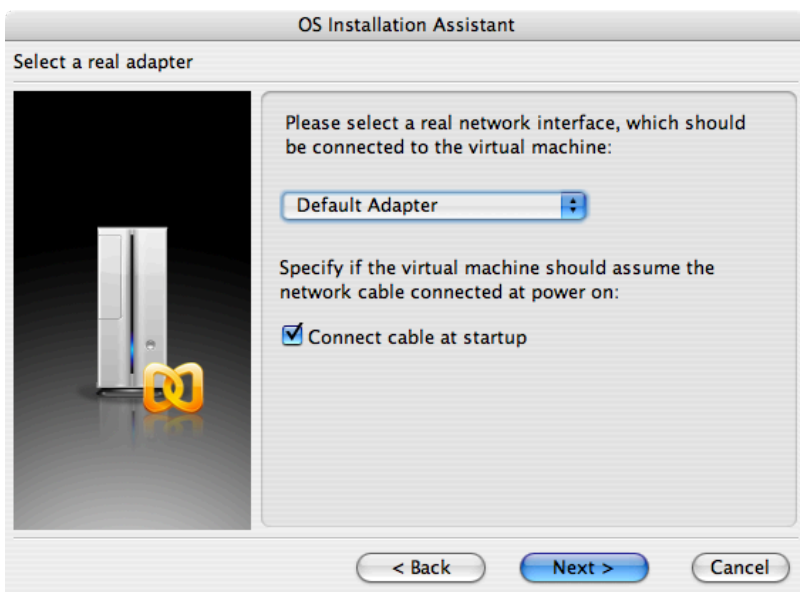 OS Installation Assistant
Select a real adapter
Please select a real network interface, which should
be connected to the virtual machine:
Default Adapter
Specify if the virtual machine should assume the
network cable connected at power on:
Connect cable at startup
< Back
Next >
Cancel